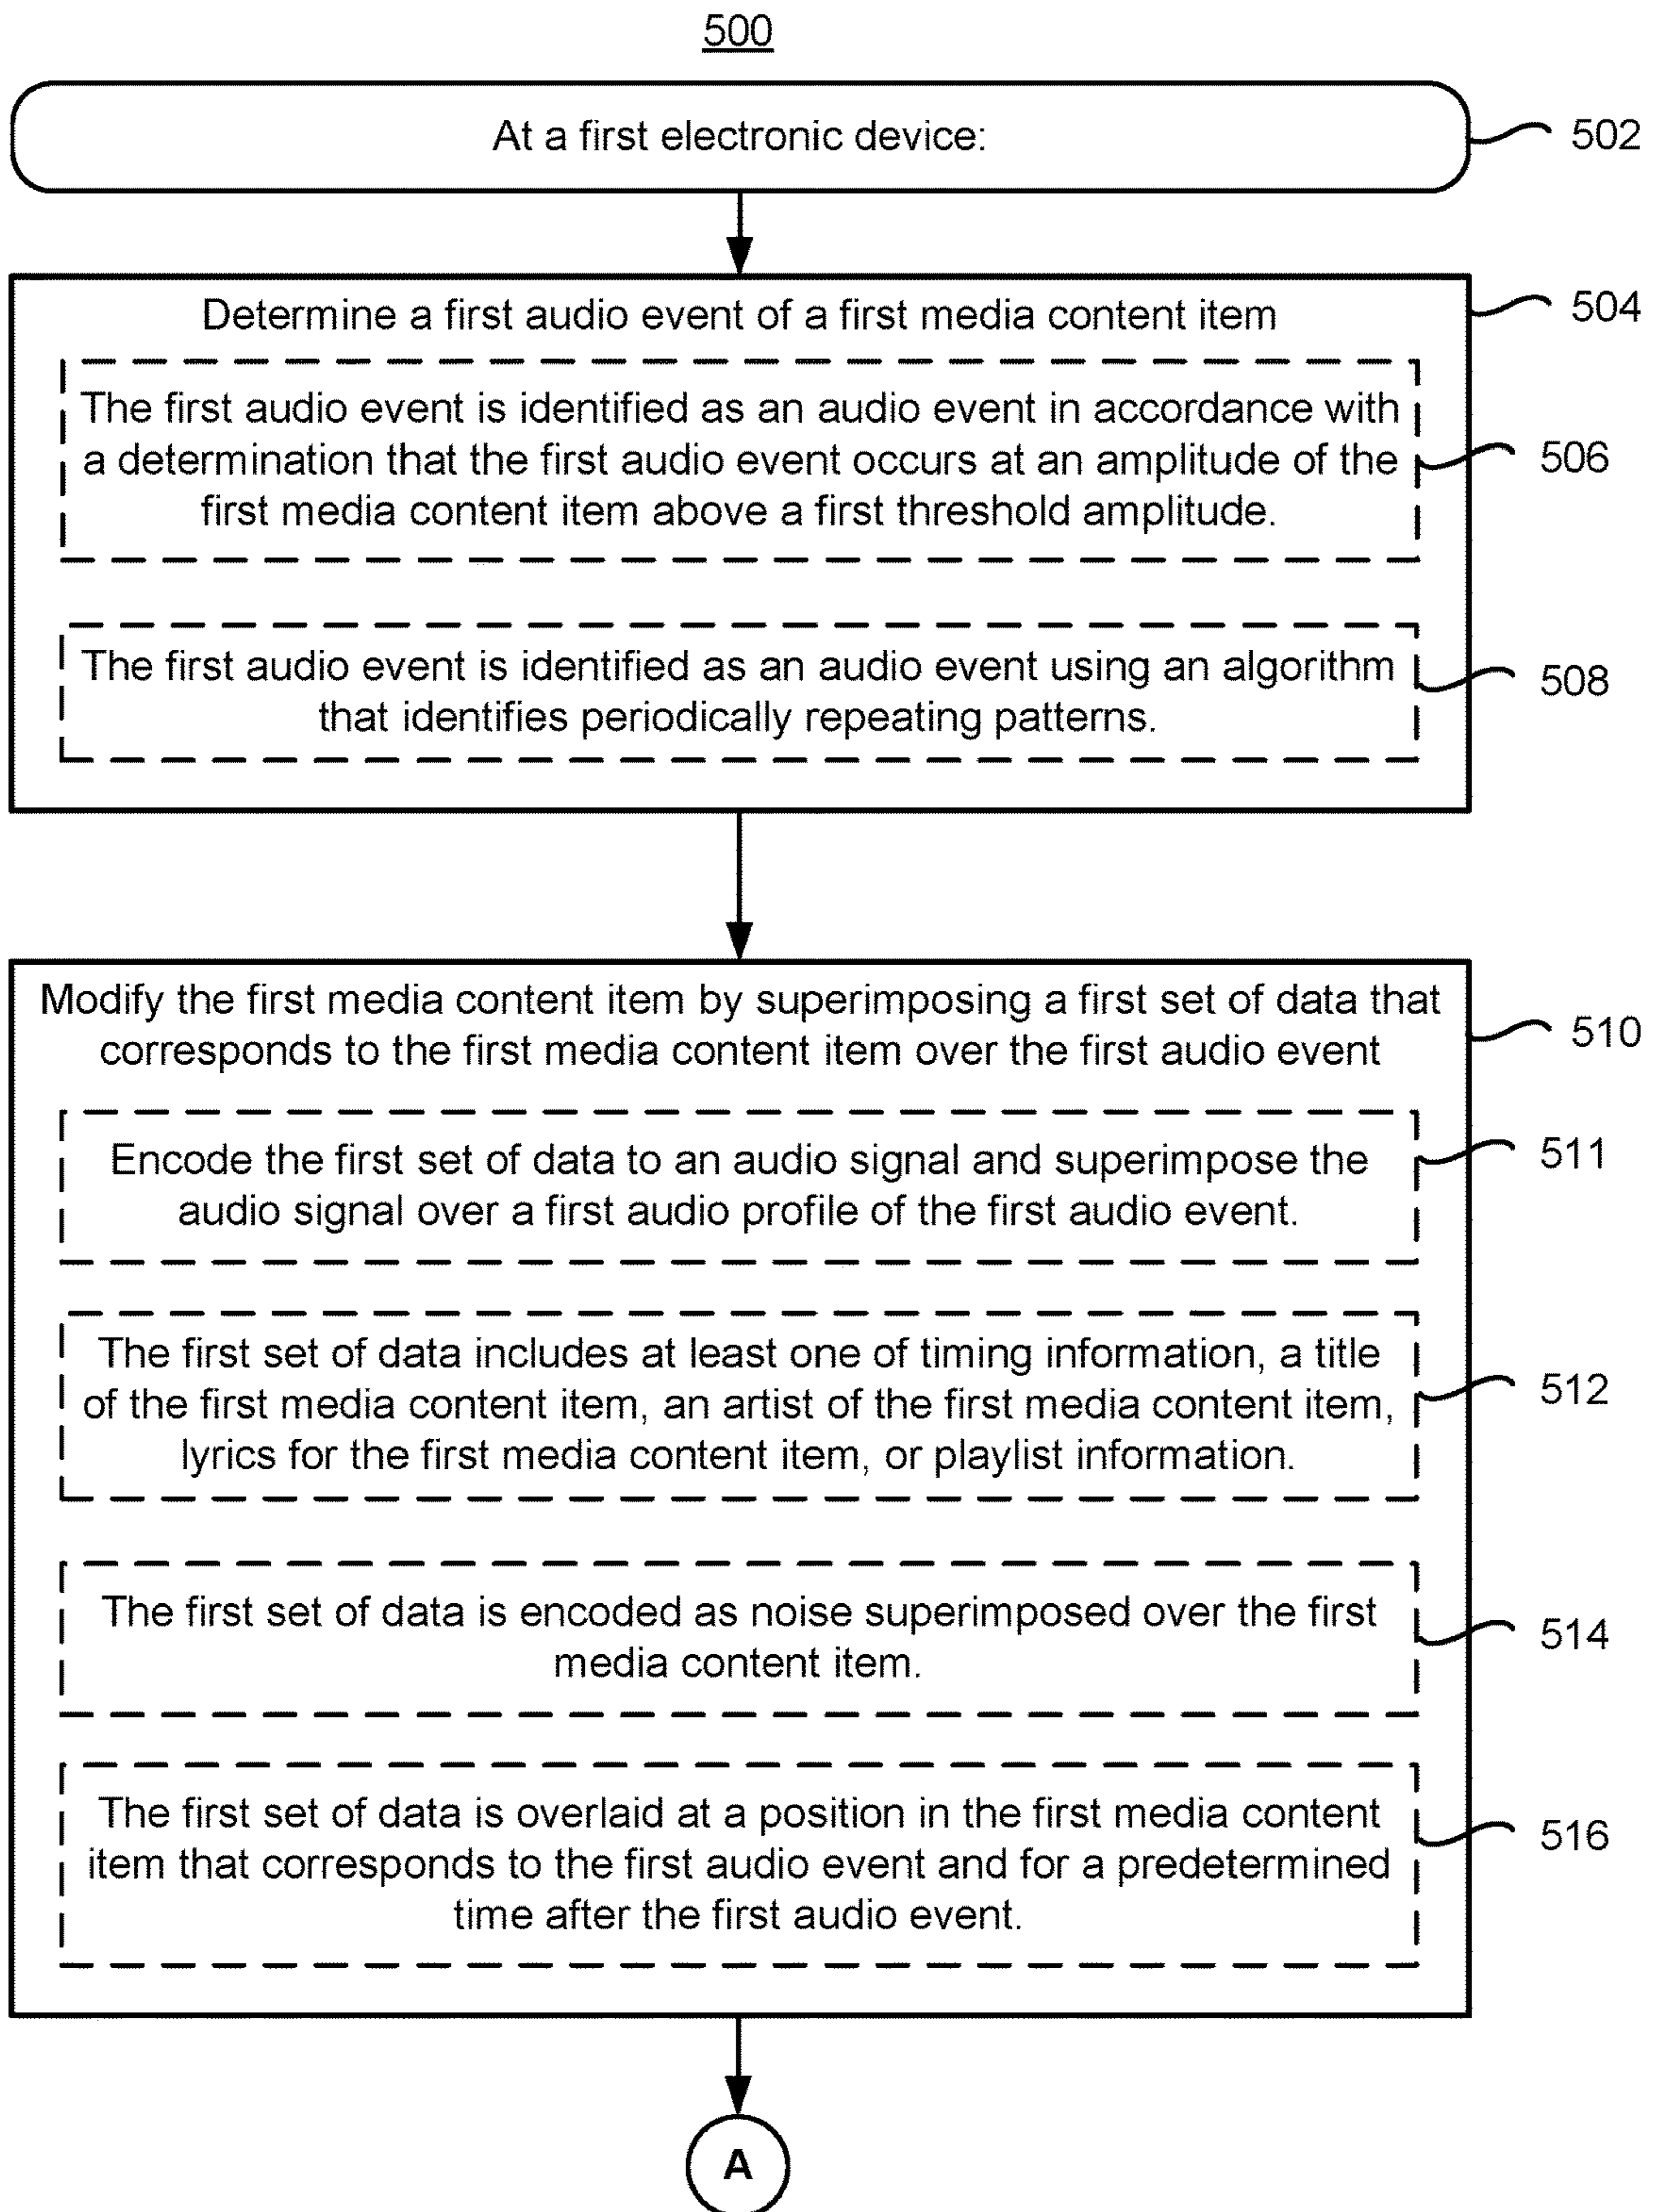 500
At a first electronic device:
502
Determine a first audio event of a first media content item
504
The first audio event is identified as an audio event in accordance with
a determination that the first audio event occurs at an amplitude of the
first media content item above a first threshold amplitude.
506
The first audio event is identified as an audio event using an algorithm
that identifies periodically repeating patterns.
508
Modify the first media content item by superimposing a first set of data that
corresponds to the first media content item over the first audio event
510
Encode the first set of data to an audio signal and superimpose the
audio signal over a first audio profile of the first audio event.
511
The first set of data includes at least one of timing information, a title
of the first media content item, an artist of the first media content item,
lyrics for the first media content item, or playlist information.
512
The first set of data is encoded as noise superimposed over the first
media content item.
514
The first set of data is overlaid at a position in the first media content
item that corresponds to the first audio event and for a predetermined
time after the first audio event.
516
A